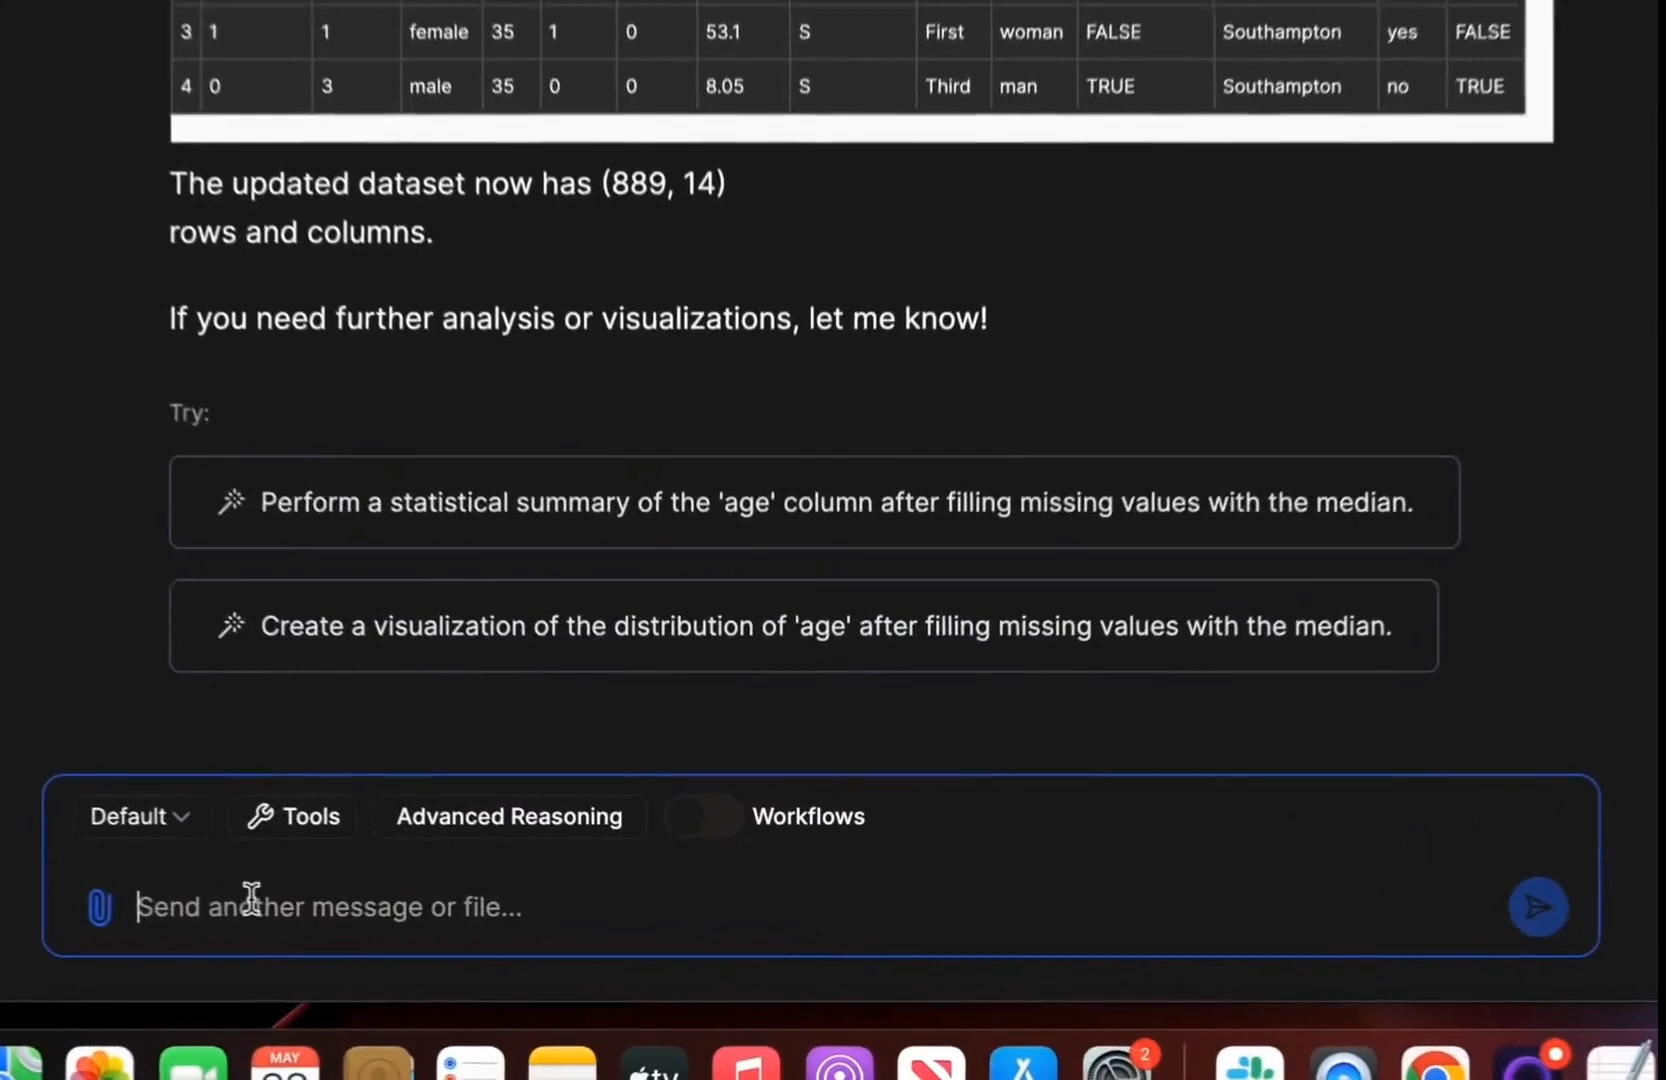 3 1 1 female 35 1 0 53.1 S First woman FALSE Southampton yes FALSE
4 0 3 male 35 0 0 8.05 S Third man TRUE Southampton no TRUE
The updated dataset now has (889, 14)
rows and columns.
If you need further analysis or visualizations, let me know!
Try:
Perform a statistical summary of the 'age' column after filling missing values with the median.
Create a visualization of the distribution of 'age' after filling missing values with the median.
Default Tools Advanced Reasoning Workflows
Send another message or file...
MAY
tv
2